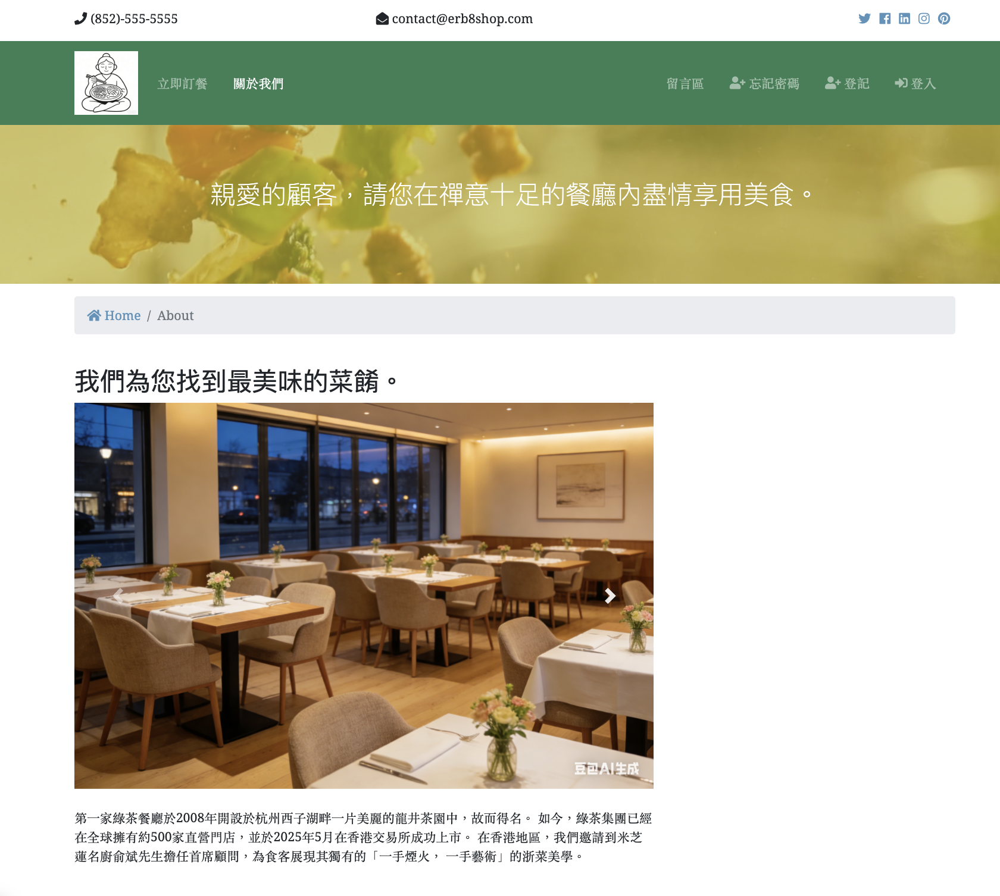 (852)-555-5555
contact@erb8shop.com
立即訂餐
關於我們
留言區
忘記密碼
登記
登入
親愛的顧客，請您在禪意十足的餐廳內盡情享用美食。
Home / About
我們為您找到最美味的菜餚。
豆包AI生成
第一家綠茶餐廳於2008年開設於杭州西子湖畔一片美麗的龍井茶園中，故而得名。 如今，綠茶集團已經
在全球擁有約500家直營門店，並於2025年5月在香港交易所成功上市。 在香港地區，我們邀請到米芝
蓮名廚俞斌先生擔任首席顧問，為食客展現其獨有的「一手煙火， 一手藝術」的浙菜美學。